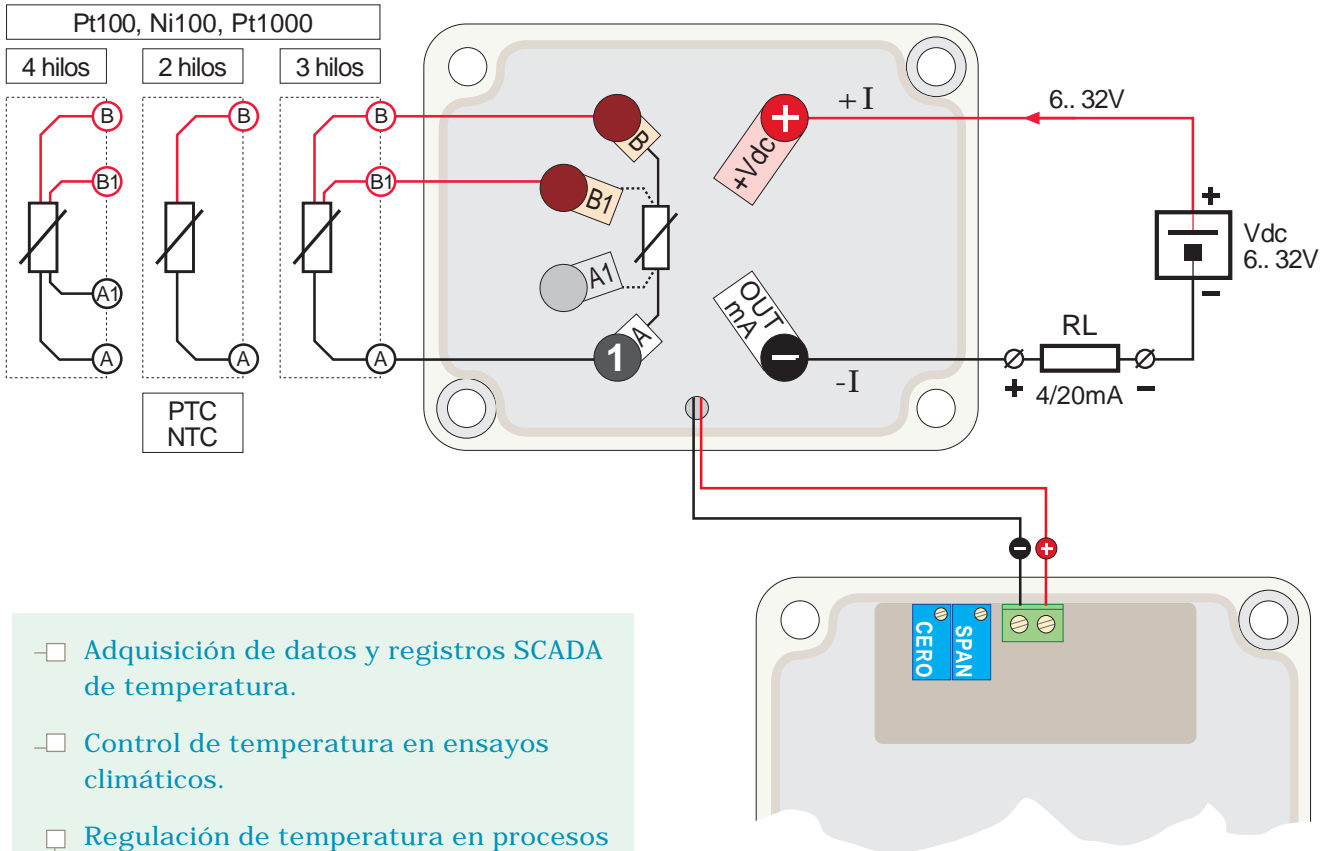 Pt100, Ni100, Pt1000
4 hilos
2 hilos
3 hilos
B
B1
A1
A
B
A
PTC
NTC
B
B1
A
B
B1
A1
A
1
+Vdc
+I
OUT
mA
-I
6.. 32V
+
Vdc
6.. 32V
-
RL
+ 4/20mA -
- +
CERO
SPAN
Adquisición de datos y registros SCADA
de temperatura.
Control de temperatura en ensayos
climáticos.
Regulación de temperatura en procesos